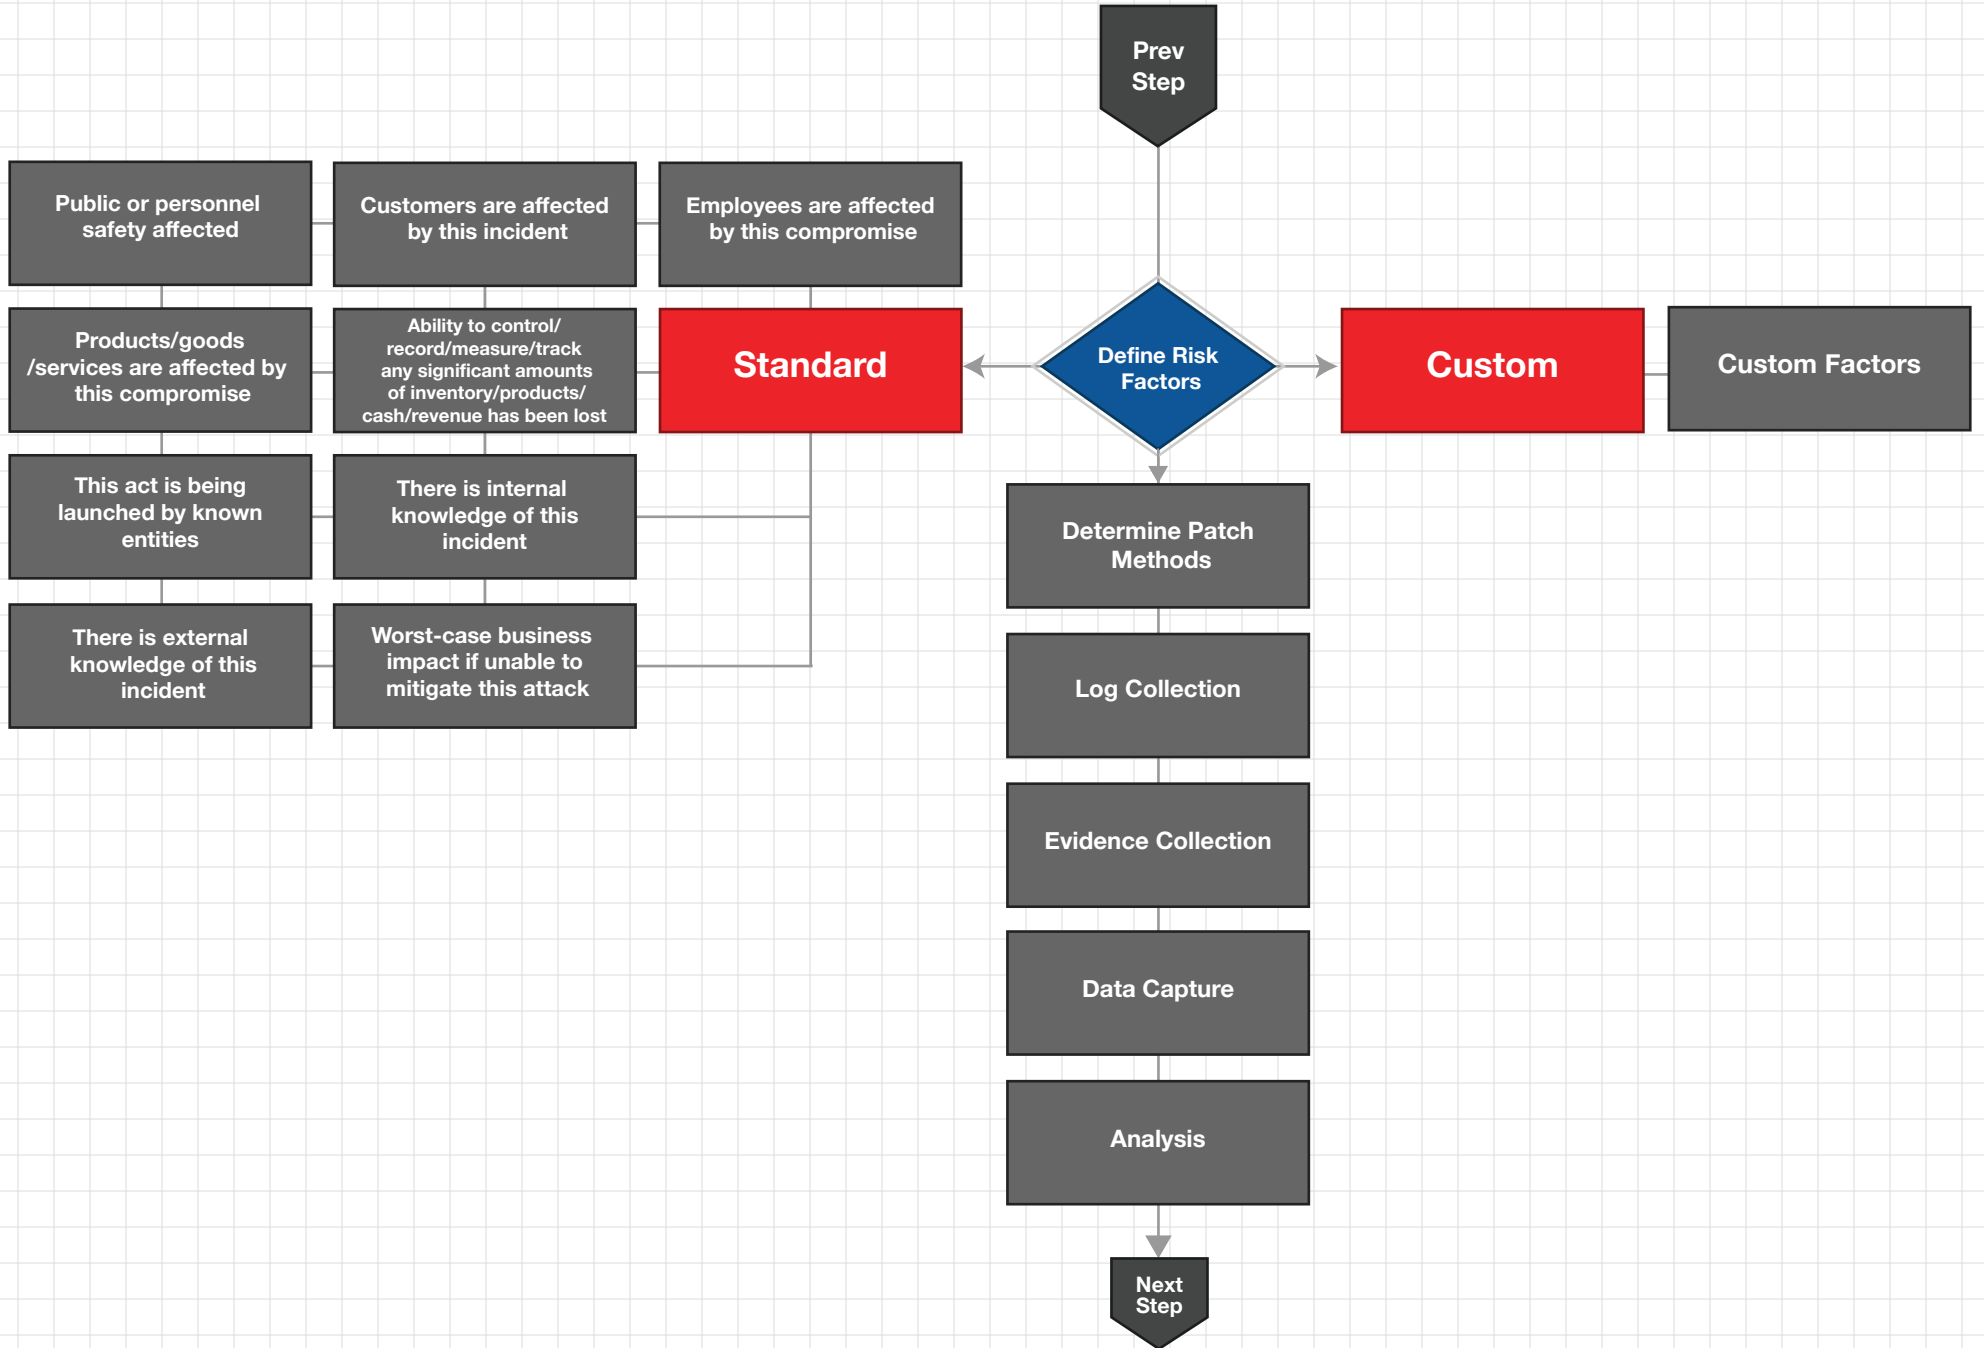 Prev
Step
Public or personnel
safety affected
Customers are affected
by this incident
Employees are affected
by this compromise
Products/goods
/services are affected by
this compromise
Ability to control/
record/measure/track
any significant amounts
of inventory/products/
cash/revenue has been lost
Standard
Define Risk
Factors
Custom
Custom Factors
This act is being
launched by known
entities
There is internal
knowledge of this
incident
Determine Patch
Methods
There is external
knowledge of this
incident
Worst-case business
impact if unable to
mitigate this attack
Log Collection
Evidence Collection
Data Capture
Analysis
Next
Step